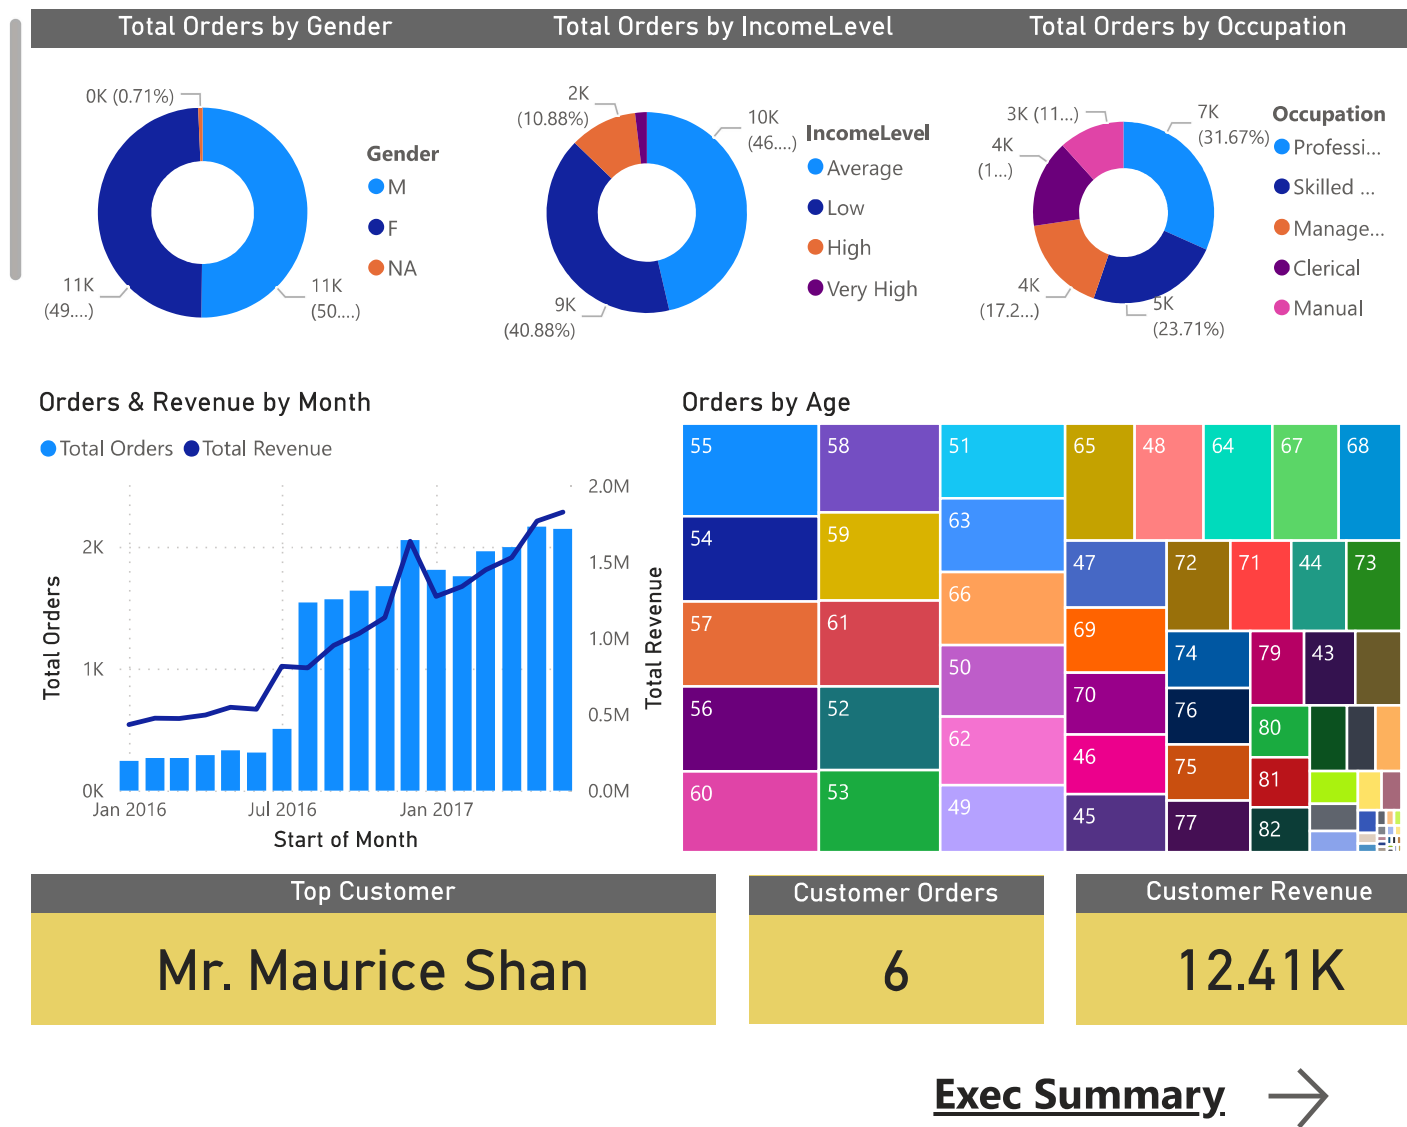 Total Orders by Gender
0K (0.71%)
11K
(49....)
11K
(50....)
Gender
M
F
NA
Total Orders by IncomeLevel
2K
(10.88%)
10K
(46....)
9K
(40.88%)
IncomeLevel
Average
Low
High
Very High
Total Orders by Occupation
3K (11...)
7K
(31.67%)
4K
(1...)
4K
(17.2...)
5K
(23.71%)
Occupation
Professi...
Skilled ...
Manage...
Clerical
Manual
Orders & Revenue by Month
Total Orders
Total Revenue
2K
1K
0K
Total Orders
2.0M
1.5M
1.0M
0.5M
0.0M
Total Revenue
Jan 2016
Jul 2016
Jan 2017
Start of Month
Orders by Age
55
54
57
56
60
58
59
61
52
53
51
63
66
50
62
49
65
48
64
67
68
47
69
70
46
45
72
71
44
73
74
76
75
77
79
43
80
81
82
Top Customer
Mr. Maurice Shan
Customer Orders
6
Customer Revenue
12.41K
Exec Summary